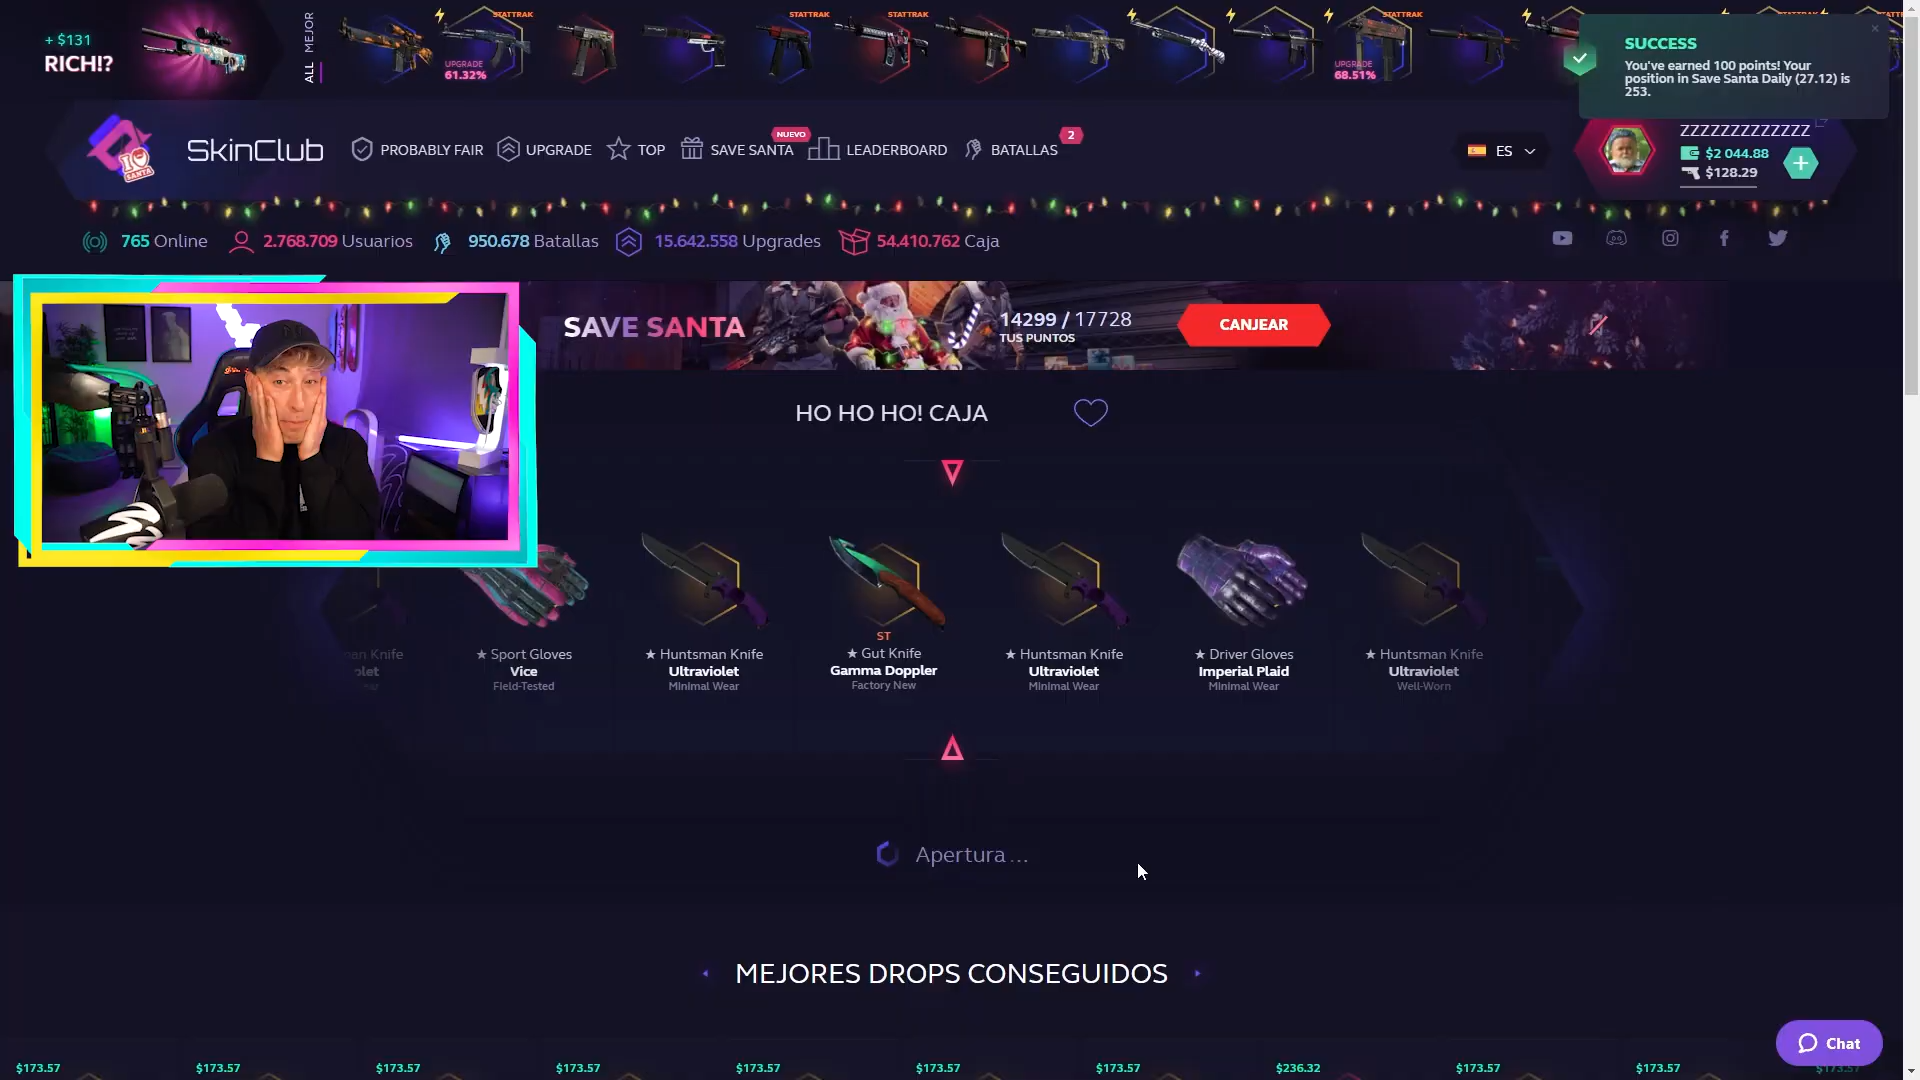 + $131
RICH!?
ALL MEJOR
STATTRAK
UPGRADE
61.32%
STATTRAK
STATTRAK
STATTRAK
UPGRADE
68.51%
SUCCESS
You've earned 100 points! Your
position in Save Santa Daily (27.12) is
253.
I
SANTA
SkinClub
PROBABLY FAIR
UPGRADE
TOP
SAVE SANTA
NUEVO
LEADERBOARD
BATALLAS
2
ES
ZZZZZZZZZZZZZ
$2 044.88
$128.29
765 Online
2.768.709 Usuarios
950.678 Batallas
15.642.558 Upgrades
54.410.762 Caja
SAVE SANTA
14299 / 17728
TUS PUNTOS
CANJEAR
HO HO HO! CAJA
★ Sport Gloves
Vice
Field-Tested
★ Huntsman Knife
Ultraviolet
Minimal Wear
ST
★ Gut Knife
Gamma Doppler
Factory New
★ Huntsman Knife
Ultraviolet
Minimal Wear
★ Driver Gloves
Imperial Plaid
Minimal Wear
★ Huntsman Knife
Ultraviolet
Well-Worn
Apertura ...
MEJORES DROPS CONSEGUIDOS
Chat
$173.57 $173.57 $173.57 $173.57 $173.57 $173.57 $173.57 $236.32 $173.57 $173.57 $173.57